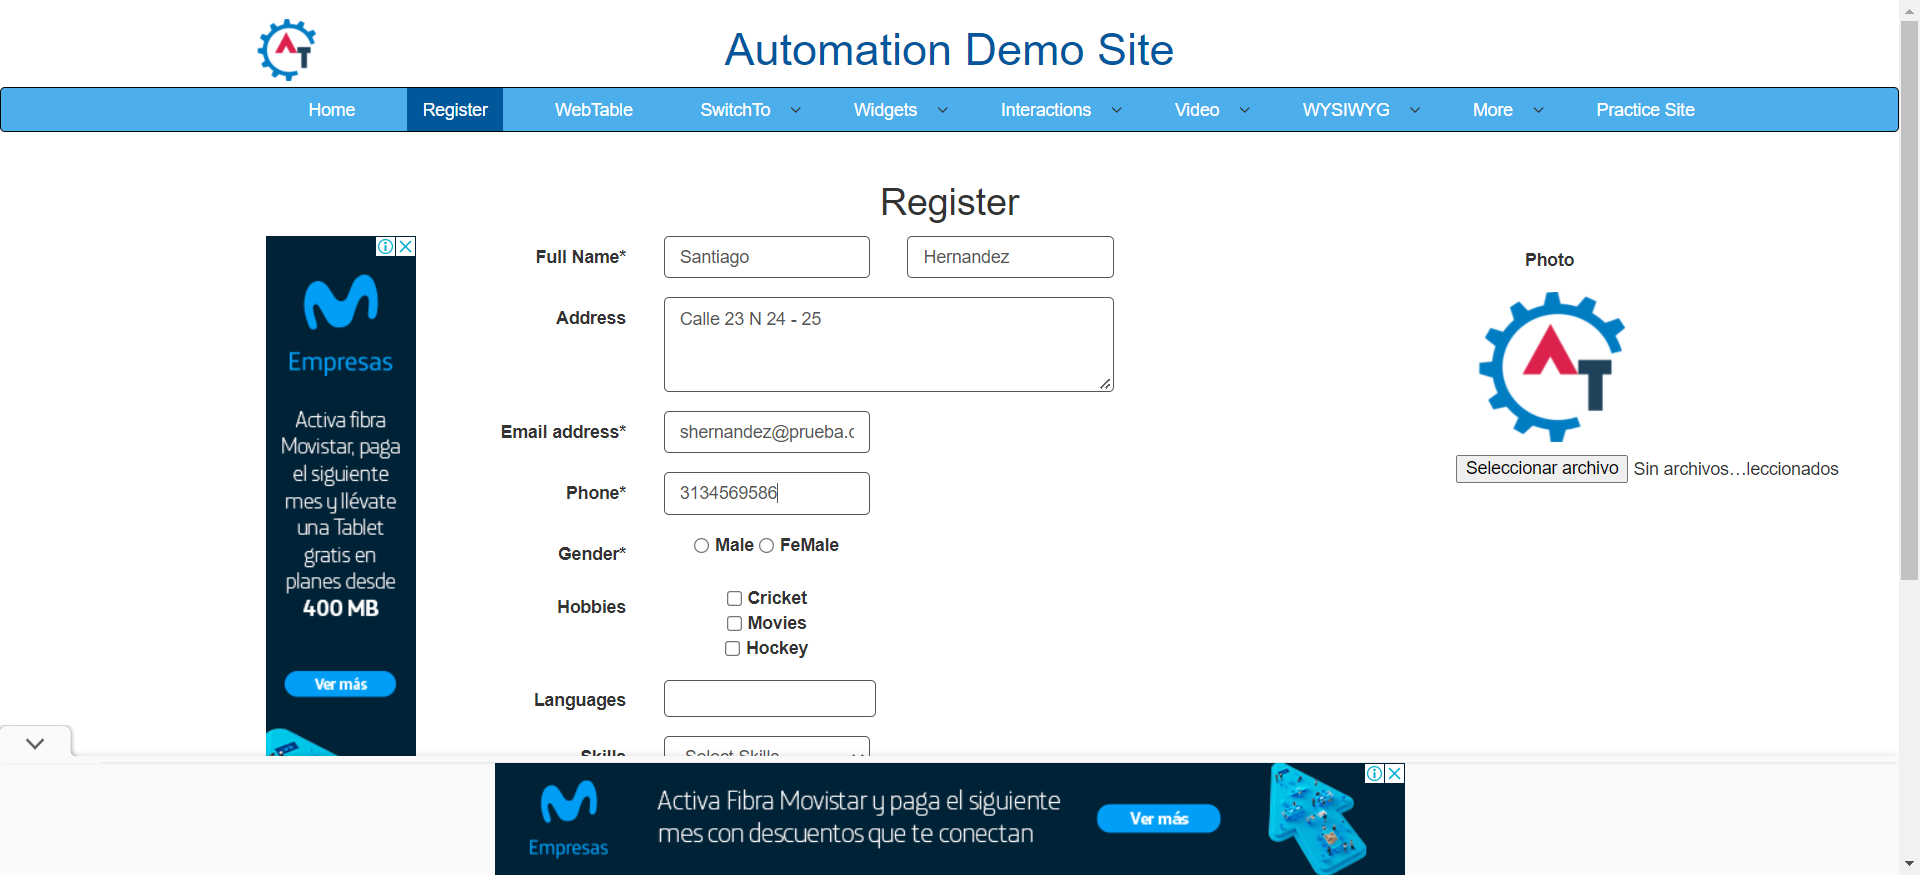 Automation Demo Site
Home Register WebTable SwitchTo Widgets Interactions Video WYSIWYG More Practice Site
Register
Full Name* Santiago Hernandez
Photo
Address Calle 23 N 24 - 25
Email address* shernandez@prueba.c
Seleccionar archivo Sin archivos…leccionados
Phone* 3134569586
Gender* Male FeMale
Hobbies Cricket
Movies
Hockey
Languages
Skills Select Skills
Empresas
Activa fibra
Movistar, paga
el siguiente
mes y llévate
una Tablet
gratis en
planes desde
400 MB
Ver más
Empresas
Activa Fibra Movistar y paga el siguiente
mes con descuentos que te conectan
Ver más